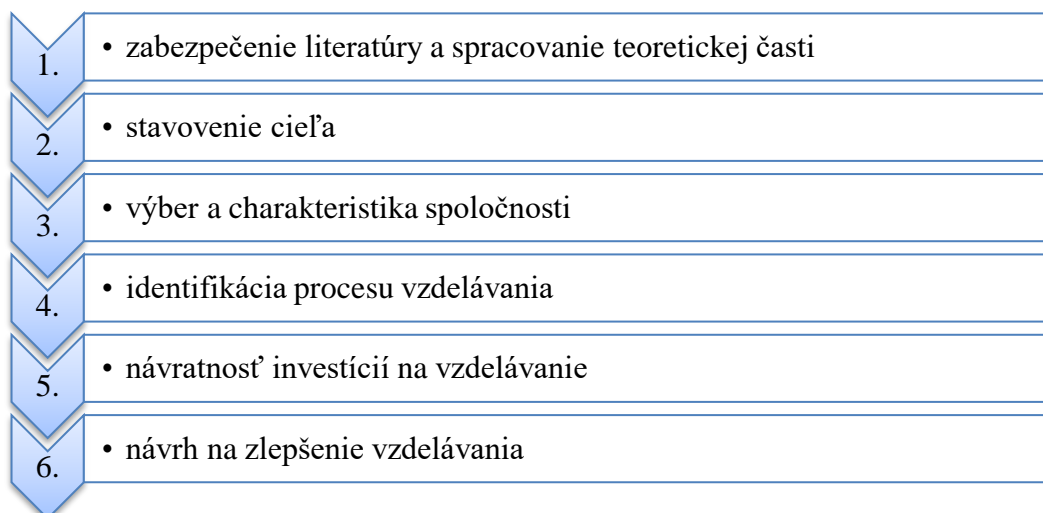 1. • zabezpečenie literatúry a spracovanie teoretickej časti
2. • stavovenie cieľa
3. • výber a charakteristika spoločnosti
4. • identifikácia procesu vzdelávania
5. • návratnosť investícií na vzdelávanie
6. • návrh na zlepšenie vzdelávania